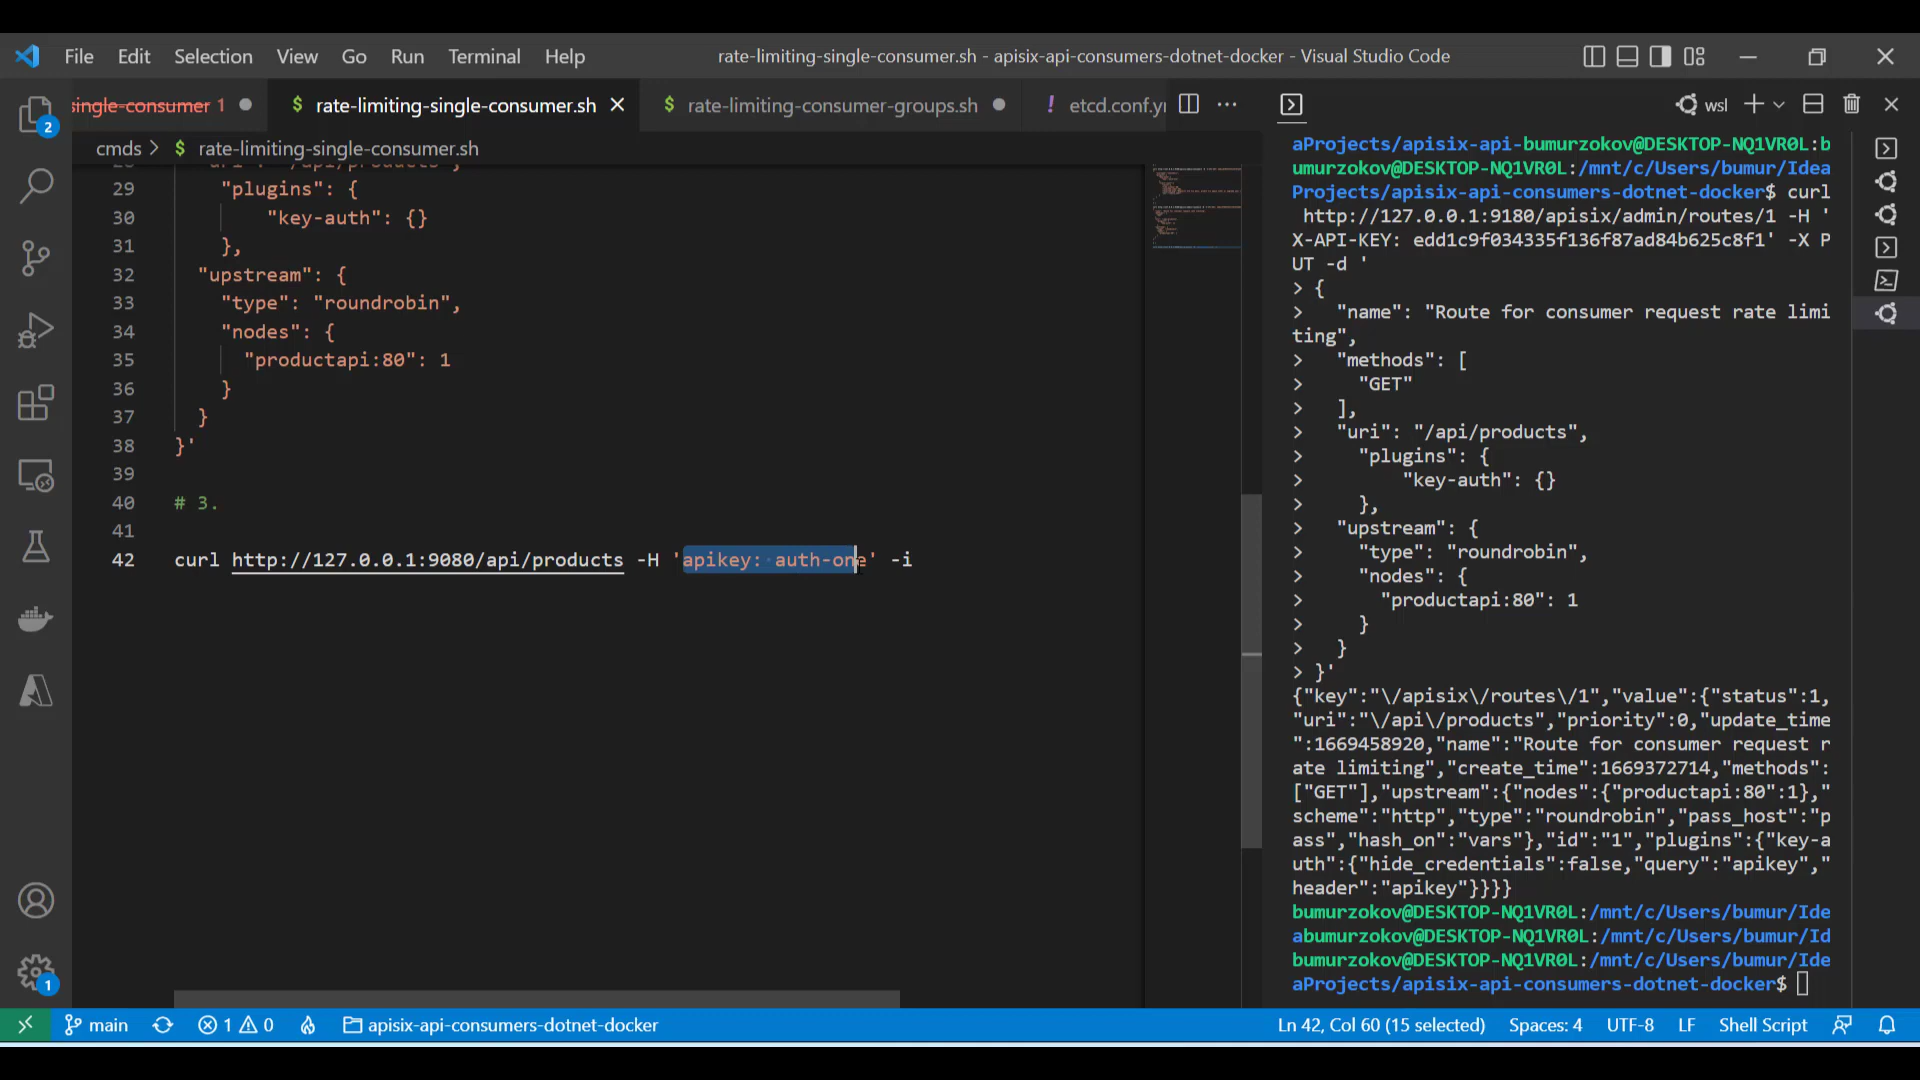 File Edit Selection View Go Run Terminal Help
rate-limiting-single-consumer.sh - apisix-api-consumers-dotnet-docker - Visual Studio Code
single-consumer 1
$ rate-limiting-single-consumer.sh
$ rate-limiting-consumer-groups.sh
! etcd.conf.y
wsl
2
cmds > $ rate-limiting-single-consumer.sh
28 "uri": "/api/products",
29 "plugins": {
30 "key-auth": {}
31 },
32 "upstream": {
33 "type": "roundrobin",
34 "nodes": {
35 "productapi:80": 1
36 }
37 }
38 }'
39
40 # 3.
41
42 curl http://127.0.0.1:9080/api/products -H 'apikey: auth-one' -i
aProjects/apisix-api-bumurzokov@DESKTOP-NQ1VR0L:b
umurzokov@DESKTOP-NQ1VR0L:/mnt/c/Users/bumur/Idea
Projects/apisix-api-consumers-dotnet-docker$ curl
http://127.0.0.1:9180/apisix/admin/routes/1 -H '
X-API-KEY: edd1c9f034335f136f87ad84b625c8f1' -X P
UT -d '
> {
> "name": "Route for consumer request rate limi
ting",
> "methods": [
> "GET"
> ],
> "uri": "/api/products",
> "plugins": {
> "key-auth": {}
> },
> "upstream": {
> "type": "roundrobin",
> "nodes": {
> "productapi:80": 1
> }
> }
> }'
{"key":"\/apisix\/routes\/1","value":{"status":1,
"uri":"\/api\/products","priority":0,"update_time
":1669458920,"name":"Route for consumer request r
ate limiting","create_time":1669372714,"methods":
["GET"],"upstream":{"nodes":{"productapi:80":1},"
scheme":"http","type":"roundrobin","pass_host":"p
ass","hash_on":"vars"},"id":"1","plugins":{"key-a
uth":{"hide_credentials":false,"query":"apikey","
header":"apikey"}}}}
bumurzokov@DESKTOP-NQ1VR0L:/mnt/c/Users/bumur/Ide
abumurzokov@DESKTOP-NQ1VR0L:/mnt/c/Users/bumur/Id
bumurzokov@DESKTOP-NQ1VR0L:/mnt/c/Users/bumur/Ide
aProjects/apisix-api-consumers-dotnet-docker$
1
main 1 0 apisix-api-consumers-dotnet-docker
Ln 42, Col 60 (15 selected) Spaces: 4 UTF-8 LF Shell Script